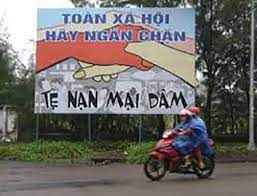 TOÀN XÃ HỘI
HÃY NGĂN CHẶN
TỆ NẠN MẠI DÂM